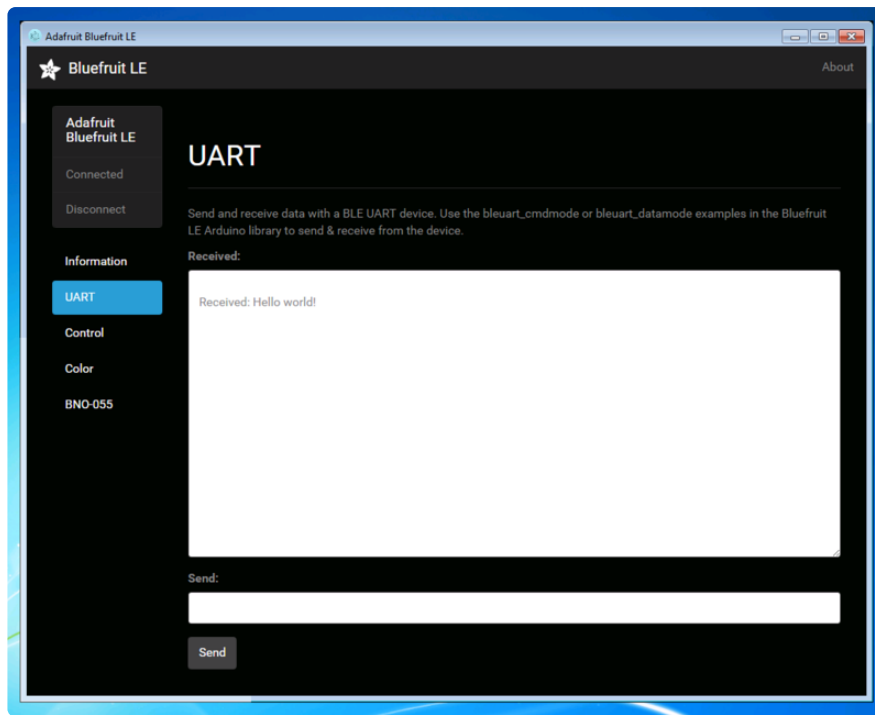 Adafruit Bluefruit LE
Bluefruit LE
About
Adafruit
Bluefruit LE
Connected
Disconnect
Information
UART
Control
Color
BNO-055
UART
Send and receive data with a BLE UART device. Use the bleuart_cmdmode or bleuart_datamode examples in the Bluefruit
LE Arduino library to send & receive from the device.
Received:
Received: Hello world!
Send:
Send